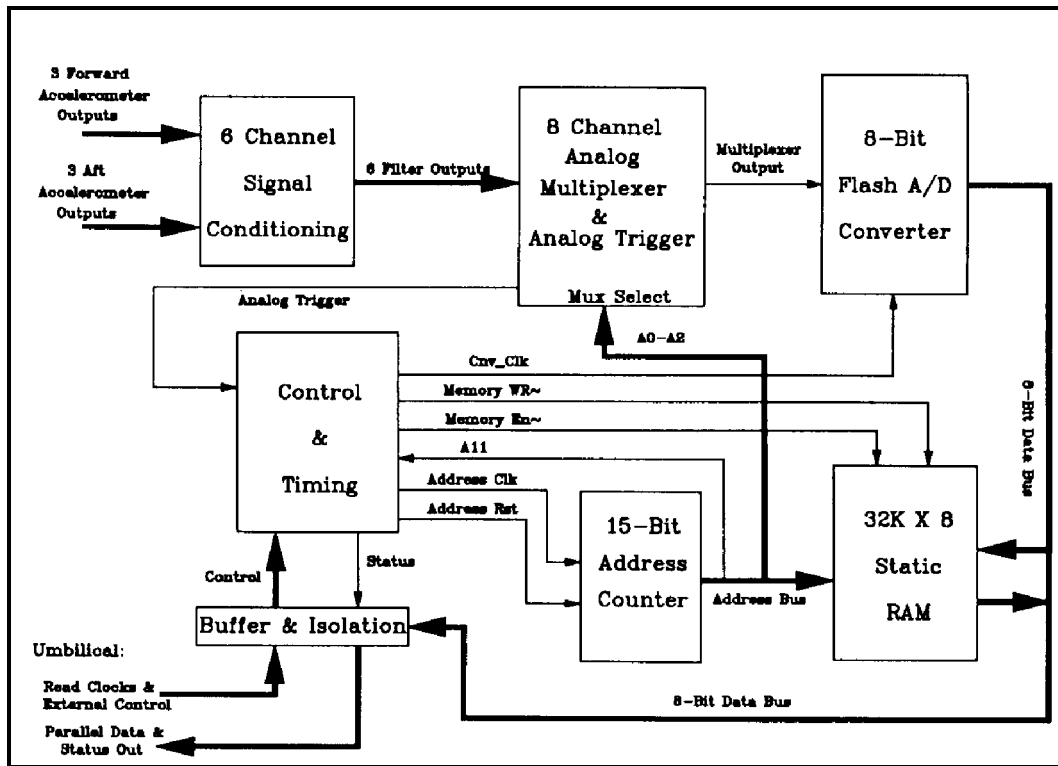 3 Forward
Accelerometer
Outputs
3 Aft
Accelerometer
Outputs
6 Channel
Signal
Conditioning
6 Filter Outputs
8 Channel
Analog
Multiplexer
&
Analog Trigger
Mux Select
Multiplexer
Output
8-Bit
Flash A/D
Converter
Analog Trigger
A0-A2
Control
&
Timing
Cnv_Clk
Memory WR~
Memory En~
A11
Address Clk
Address Rst
8-Bit Data Bus
15-Bit
Address
Counter
Address Bus
32K X 8
Static
RAM
Control
Status
Buffer & Isolation
Umbilical:
Read Clocks &
External Control
Parallel Data &
Status Out
8-Bit Data Bus